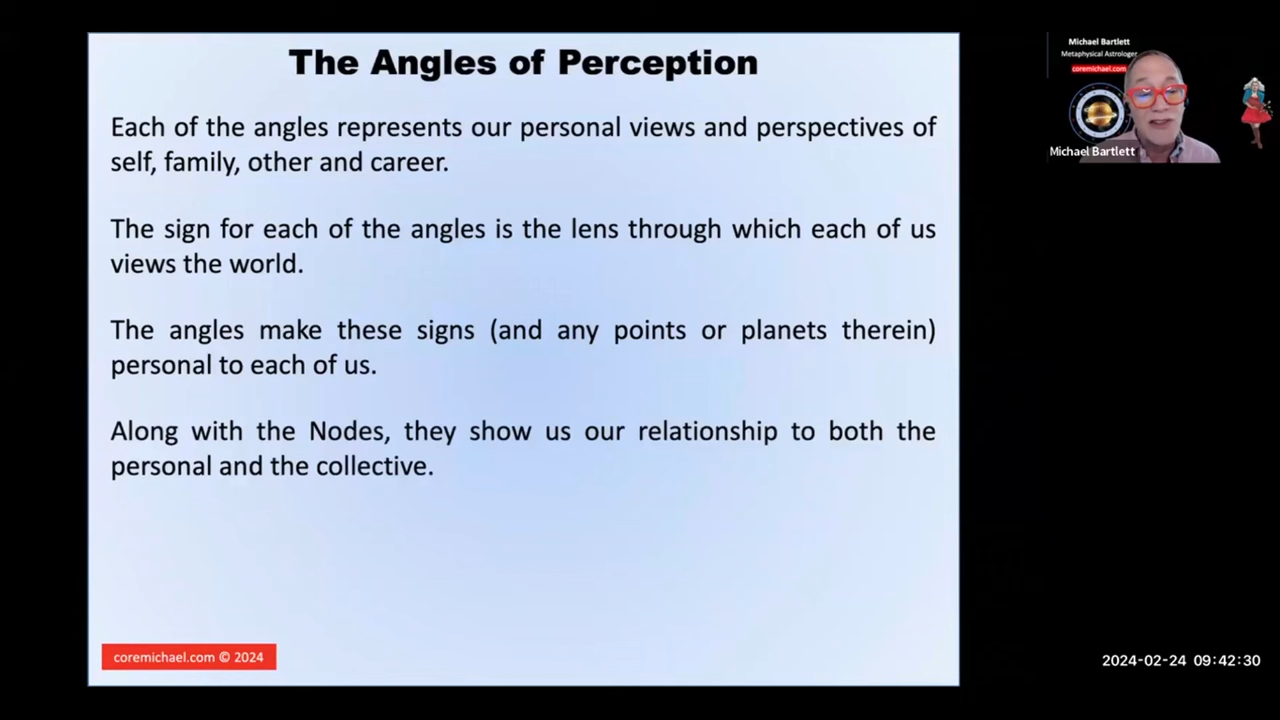 The Angles of Perception
Each of the angles represents our personal views and perspectives of
self, family, other and career.
The sign for each of the angles is the lens through which each of us
views the world.
The angles make these signs (and any points or planets therein)
personal to each of us.
Along with the Nodes, they show us our relationship to both the
personal and the collective.
coremichael.com © 2024
Michael Bartlett
Metaphysical Astrologer
coremichael.com
Michael Bartlett
2024-02-24 09:42:30